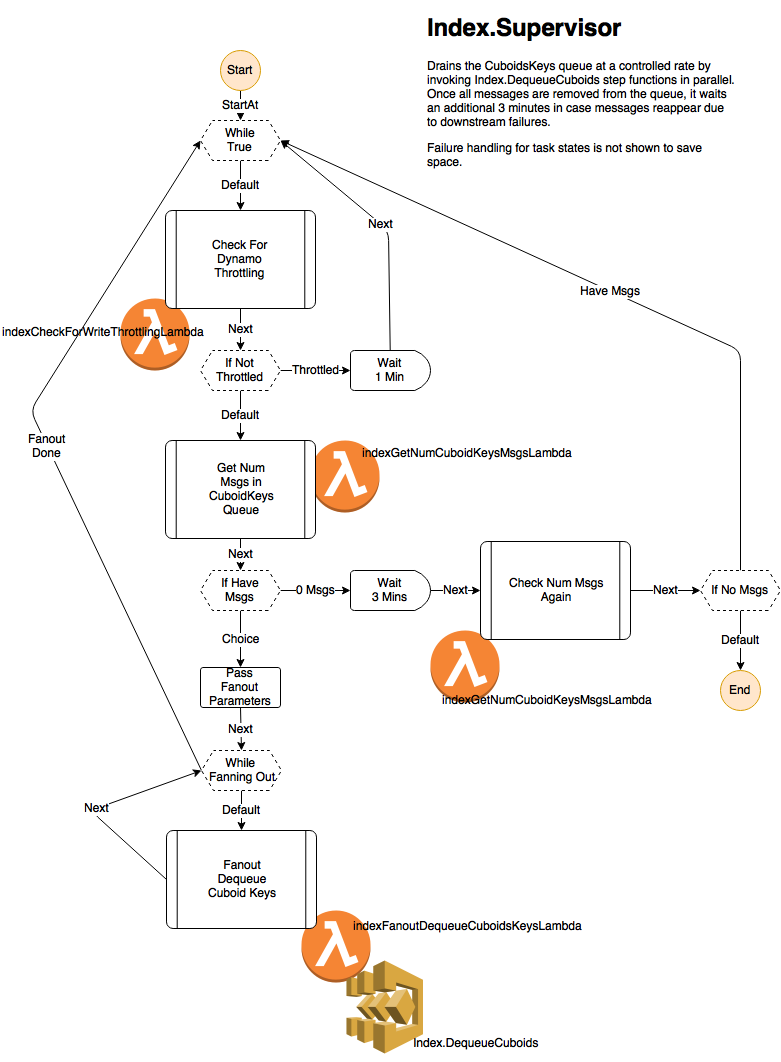 Index.Supervisor
Drains the CuboidsKeys queue at a controlled rate by
invoking Index.DequeueCuboids step functions in parallel.
Once all messages are removed from the queue, it waits
an additional 3 minutes in case messages reappear due
to downstream failures.
Failure handling for task states is not shown to save
space.
Start
StartAt
While
True
Default
Next
Check For
Dynamo
Throttling
Have Msgs
indexCheckForWriteThrottlingLambda
Next
If Not
Throttled
Throttled
Wait
1 Min
Default
Fanout
Done
indexGetNumCuboidKeysMsgsLambda
Get Num
Msgs in
CuboidKeys
Queue
Next
If Have
Msgs
0 Msgs
Wait
3 Mins
Next
Check Num Msgs
Again
Next
If No Msgs
Choice
Default
indexGetNumCuboidKeysMsgsLambda
End
Pass
Fanout
Parameters
Next
While
Fanning Out
Next
Default
Fanout
Dequeue
Cuboid Keys
indexFanoutDequeueCuboidsKeysLambda
Index.DequeueCuboids